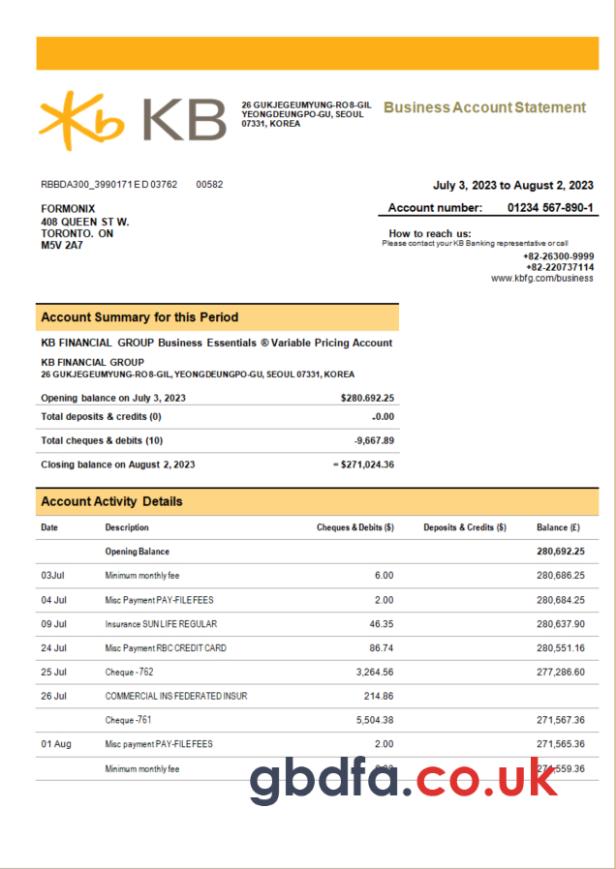 Kb KB
26 GUKJEGEUMYUNG-RO 8-GIL
YEONGDEUNGPO-GU, SEOUL
07331, KOREA
Business Account Statement
RBBDA300_3990171 E D 03762 00582
July 3, 2023 to August 2, 2023
FORMONIX
408 QUEEN ST W.
TORONTO. ON
M5V 2A7
Account number: 01234 567-890-1
How to reach us:
Please contact your KB Banking representative or call
+82-26300-9999
+82-220737114
www.kbfg.com/business
Account Summary for this Period
KB FINANCIAL GROUP Business Essentials ® Variable Pricing Account
KB FINANCIAL GROUP
26 GUKJEGEUMYUNG-RO 8-GIL, YEONGDEUNGPO-GU, SEOUL 07331, KOREA
Opening balance on July 3, 2023 $280.692.25
Total deposits & credits (0) .0.00
Total cheques & debits (10) -9,667.89
Closing balance on August 2, 2023 = $271,024.36
Account Activity Details
Date Description Cheques & Debits ($) Deposits & Credits ($) Balance (£)
Opening Balance 280,692.25
03Jul Minimum monthly fee 6.00 280,686.25
04 Jul Misc Payment PAY-FILE FEES 2.00 280,684.25
09 Jul Insurance SUN LIFE REGULAR 46.35 280,637.90
24 Jul Misc Payment RBC CREDIT CARD 86.74 280,551.16
25 Jul Cheque -762 3,264.56 277,286.60
26 Jul COMMERCIAL INS FEDERATED INSUR 214.86
Cheque -761 5,504.38 271,567.36
01 Aug Misc payment PAY-FILE FEES 2.00 271,565.36
Minimum monthly fee 271,559.36
gbdfa.co.uk